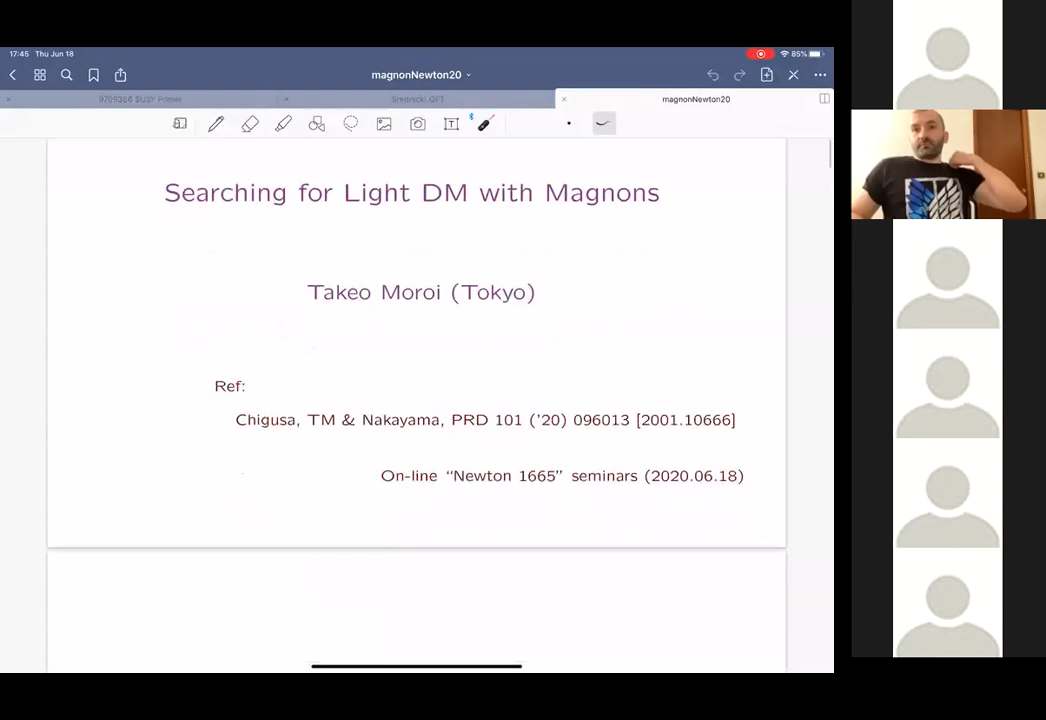 17:45 Thu Jun 18
85%
magnonNewton20
9709356 SUSY Primer
Srednicki QFT
magnonNewton20
Searching for Light DM with Magnons
Takeo Moroi (Tokyo)
Ref:
Chigusa, TM & Nakayama, PRD 101 ('20) 096013 [2001.10666]
On-line “Newton 1665” seminars (2020.06.18)